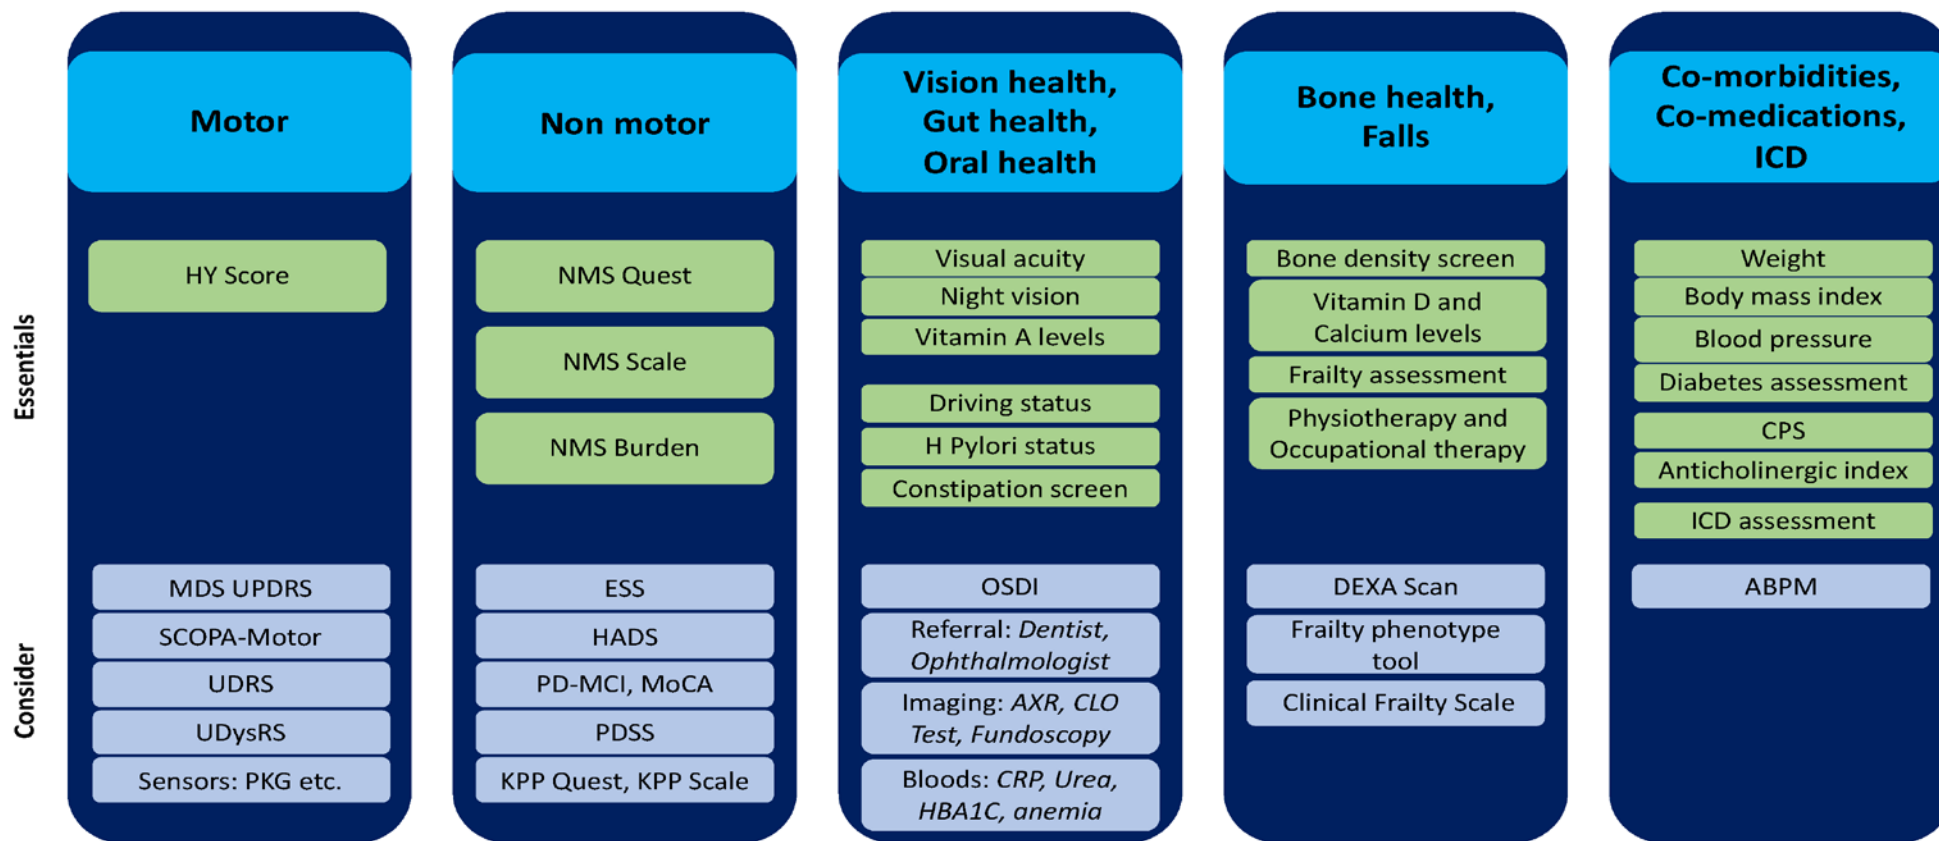 Motor
Non motor
Vision health,
Gut health,
Oral health
Bone health,
Falls
Co-morbidities,
Co-medications,
ICD
Essentials
HY Score
NMS Quest
NMS Scale
NMS Burden
Visual acuity
Night vision
Vitamin A levels
Driving status
H Pylori status
Constipation screen
Bone density screen
Vitamin D and
Calcium levels
Frailty assessment
Physiotherapy and
Occupational therapy
Weight
Body mass index
Blood pressure
Diabetes assessment
CPS
Anticholinergic index
ICD assessment
Consider
MDS UPDRS
SCOPA-Motor
UDRS
UDysRS
Sensors: PKG etc.
ESS
HADS
PD-MCI, MoCA
PDSS
KPP Quest, KPP Scale
OSDI
Referral: Dentist,
Ophthalmologist
Imaging: AXR, CLO
Test, Fundoscopy
Bloods: CRP, Urea,
HBA1C, anemia
DEXA Scan
Frailty phenotype
tool
Clinical Frailty Scale
ABPM